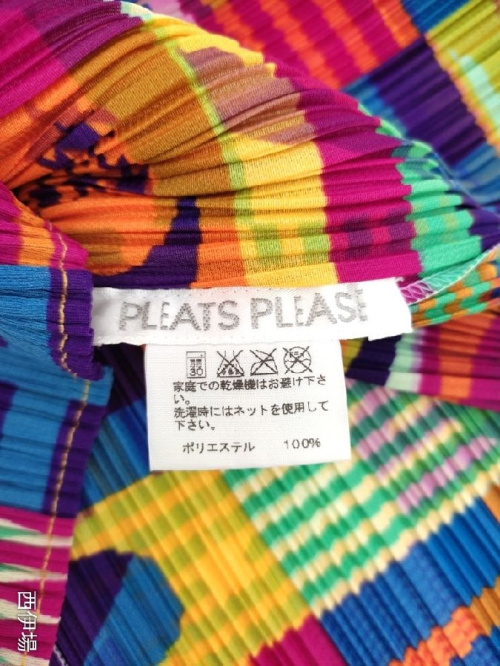 PLEATS PLEASE
30
家庭での乾燥機はお避け下さ
い。
洗濯時にはネットを使用して
下さい。
ポリエステル 100%
西伊場